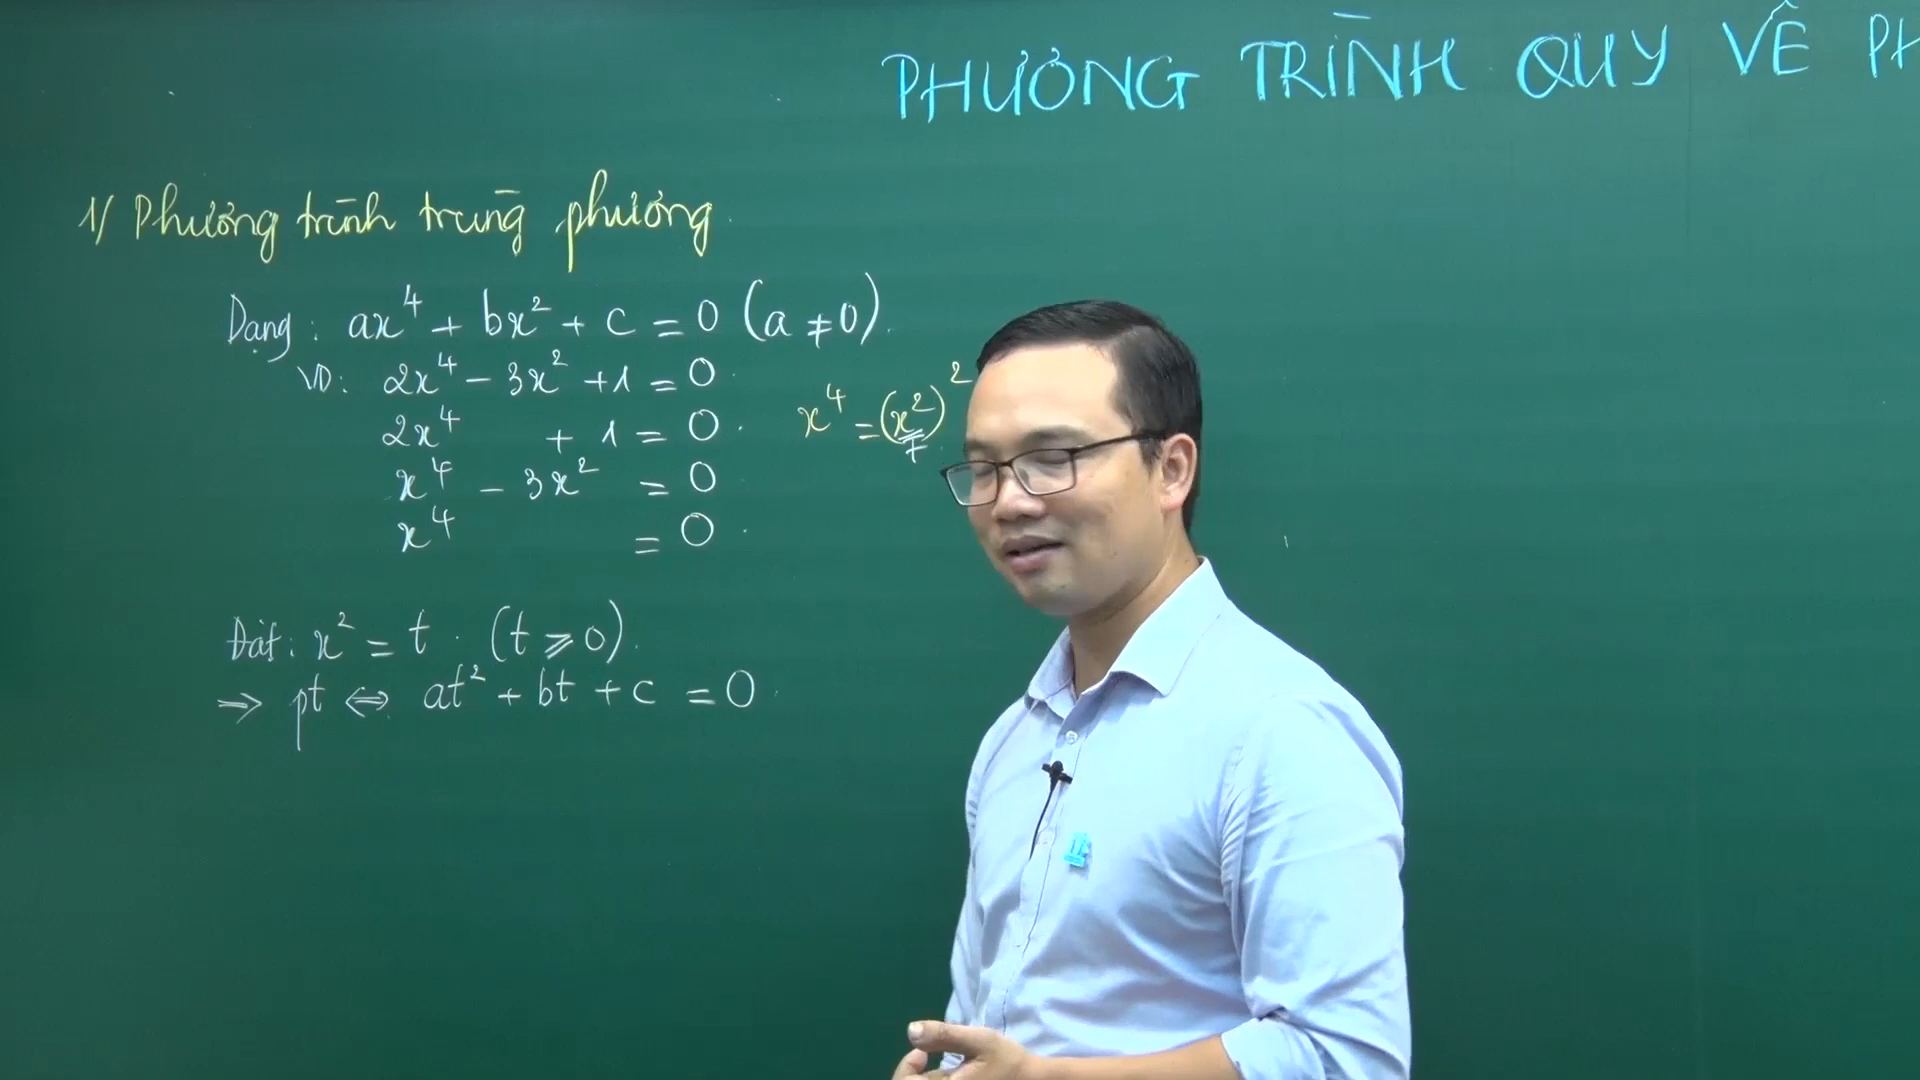 PHƯƠNG TRÌNH QUY VỀ PH
1/ Phương trình trùng phương.
Dạng: ax⁴ + bx² + c = 0 (a ≠ 0).
VD: 2x⁴ - 3x² + 1 = 0.
2x⁴ + 1 = 0.
x⁴ - 3x² = 0
x⁴ = 0.
x⁴ = (x²)²
Đặt: x² = t. (t ⩾ 0).
⇒ pt ⇔ at² + bt + c = 0.